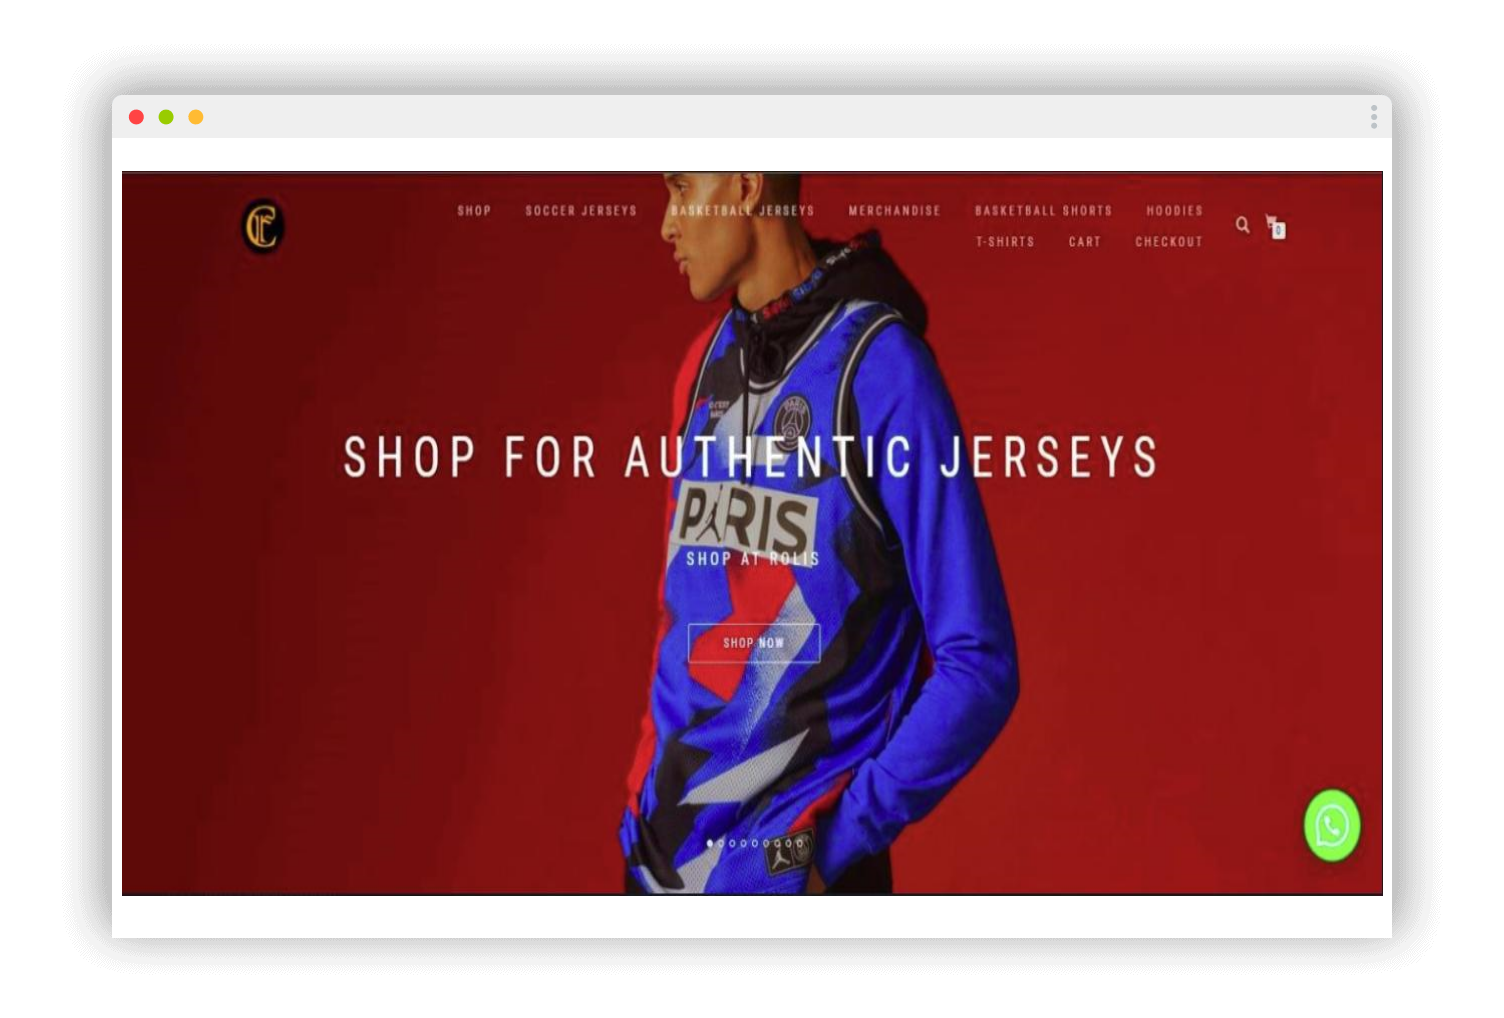 SHOP SOCCER JERSEYS BASKETBALL JERSEYS MERCHANDISE BASKETBALL SHORTS HOODIES
T-SHIRTS CART CHECKOUT
0
PARIS
SHOP FOR AUTHENTIC JERSEYS
PARIS
SHOP AT ROLIS
SHOP NOW